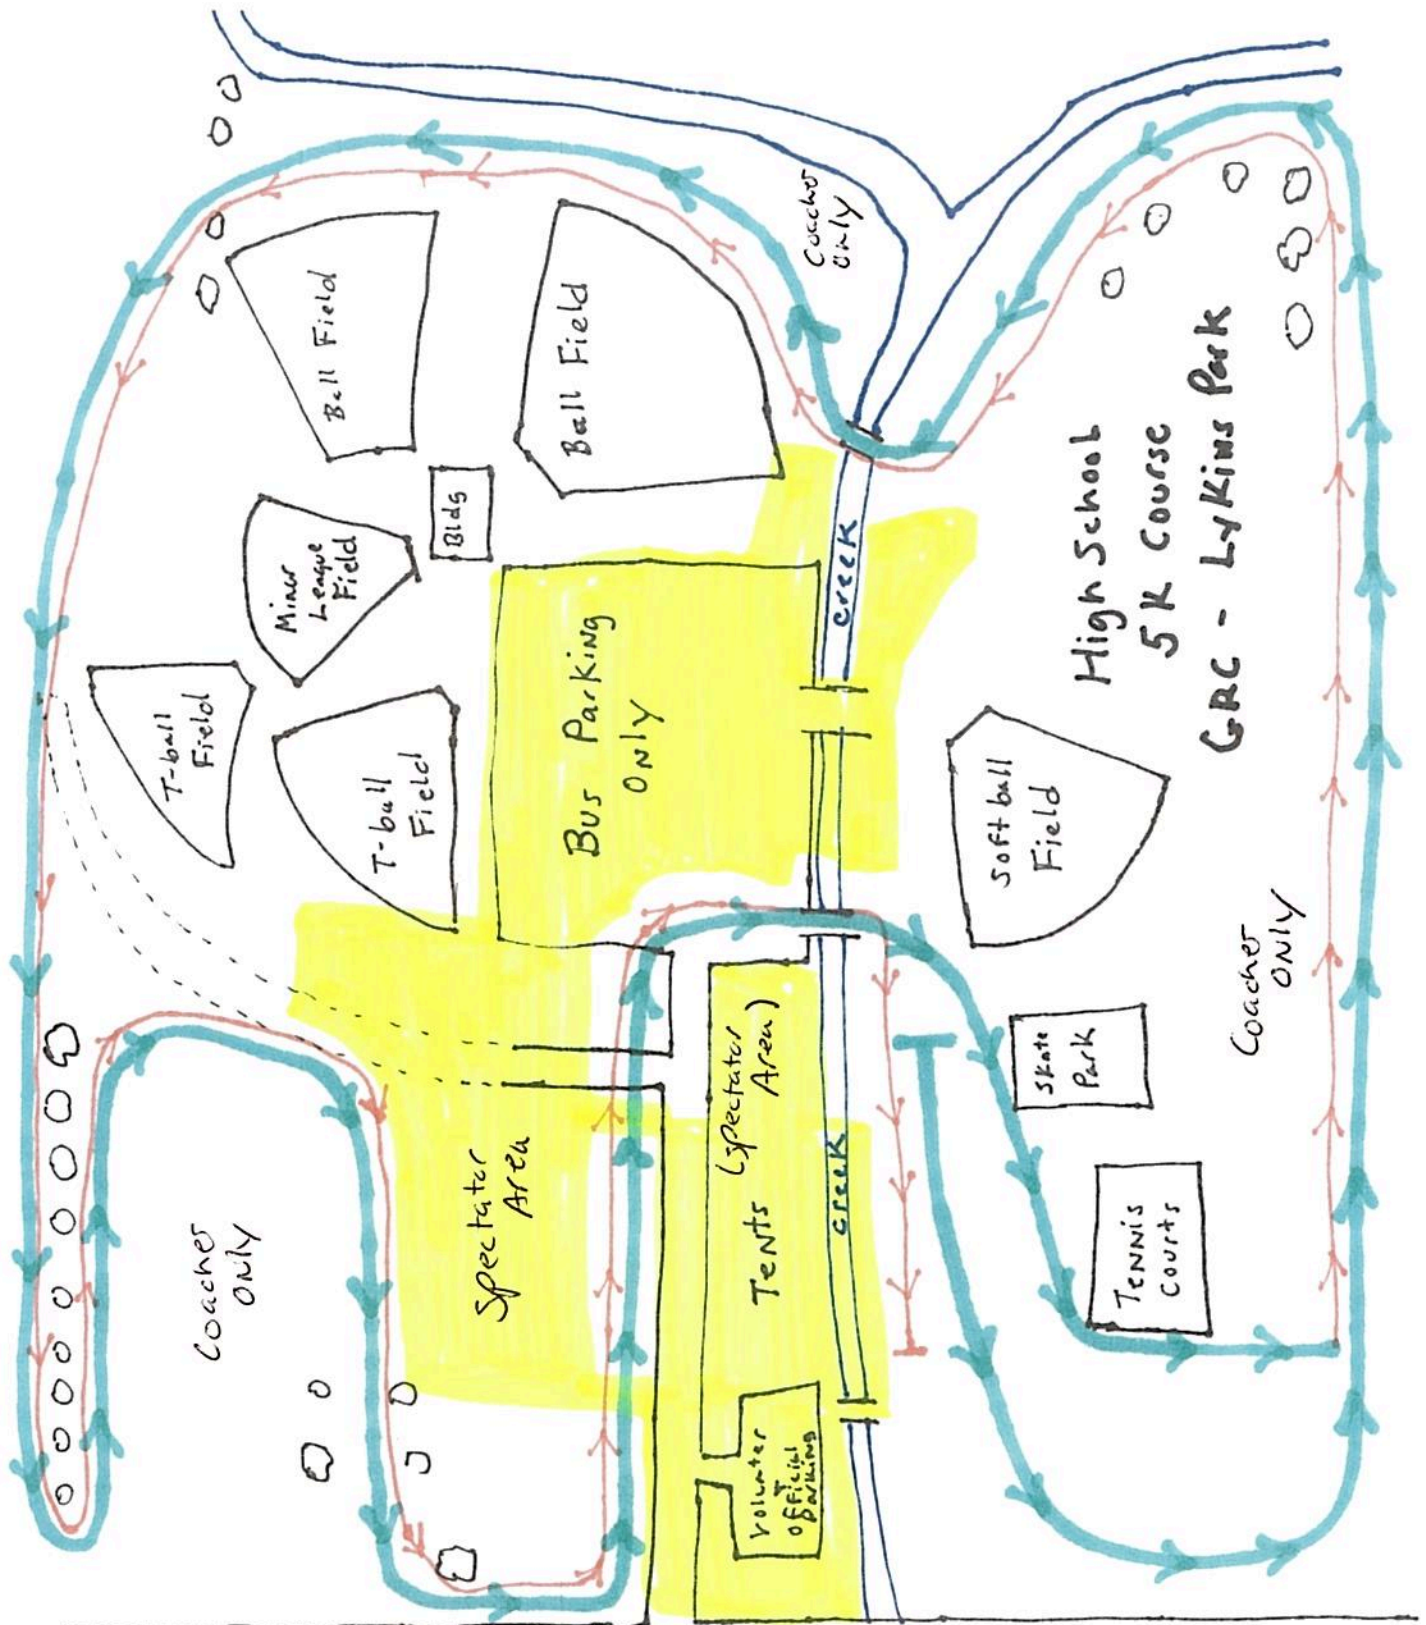 T-ball
Field
Coaches
ONLY
Miner
League
Field
Ball Field
T-ball
Field
Bldg
Spectator
Area
Bus Parking
ONLY
Ball Field
Tents
(Spectator
Area)
Volunter
official
parking
creek
creek
Coaches
Only
Softball
Field
Skate
Park
Tennis
Courts
High School
5K Course
GRC - Lykins Park
Coaches
ONLY